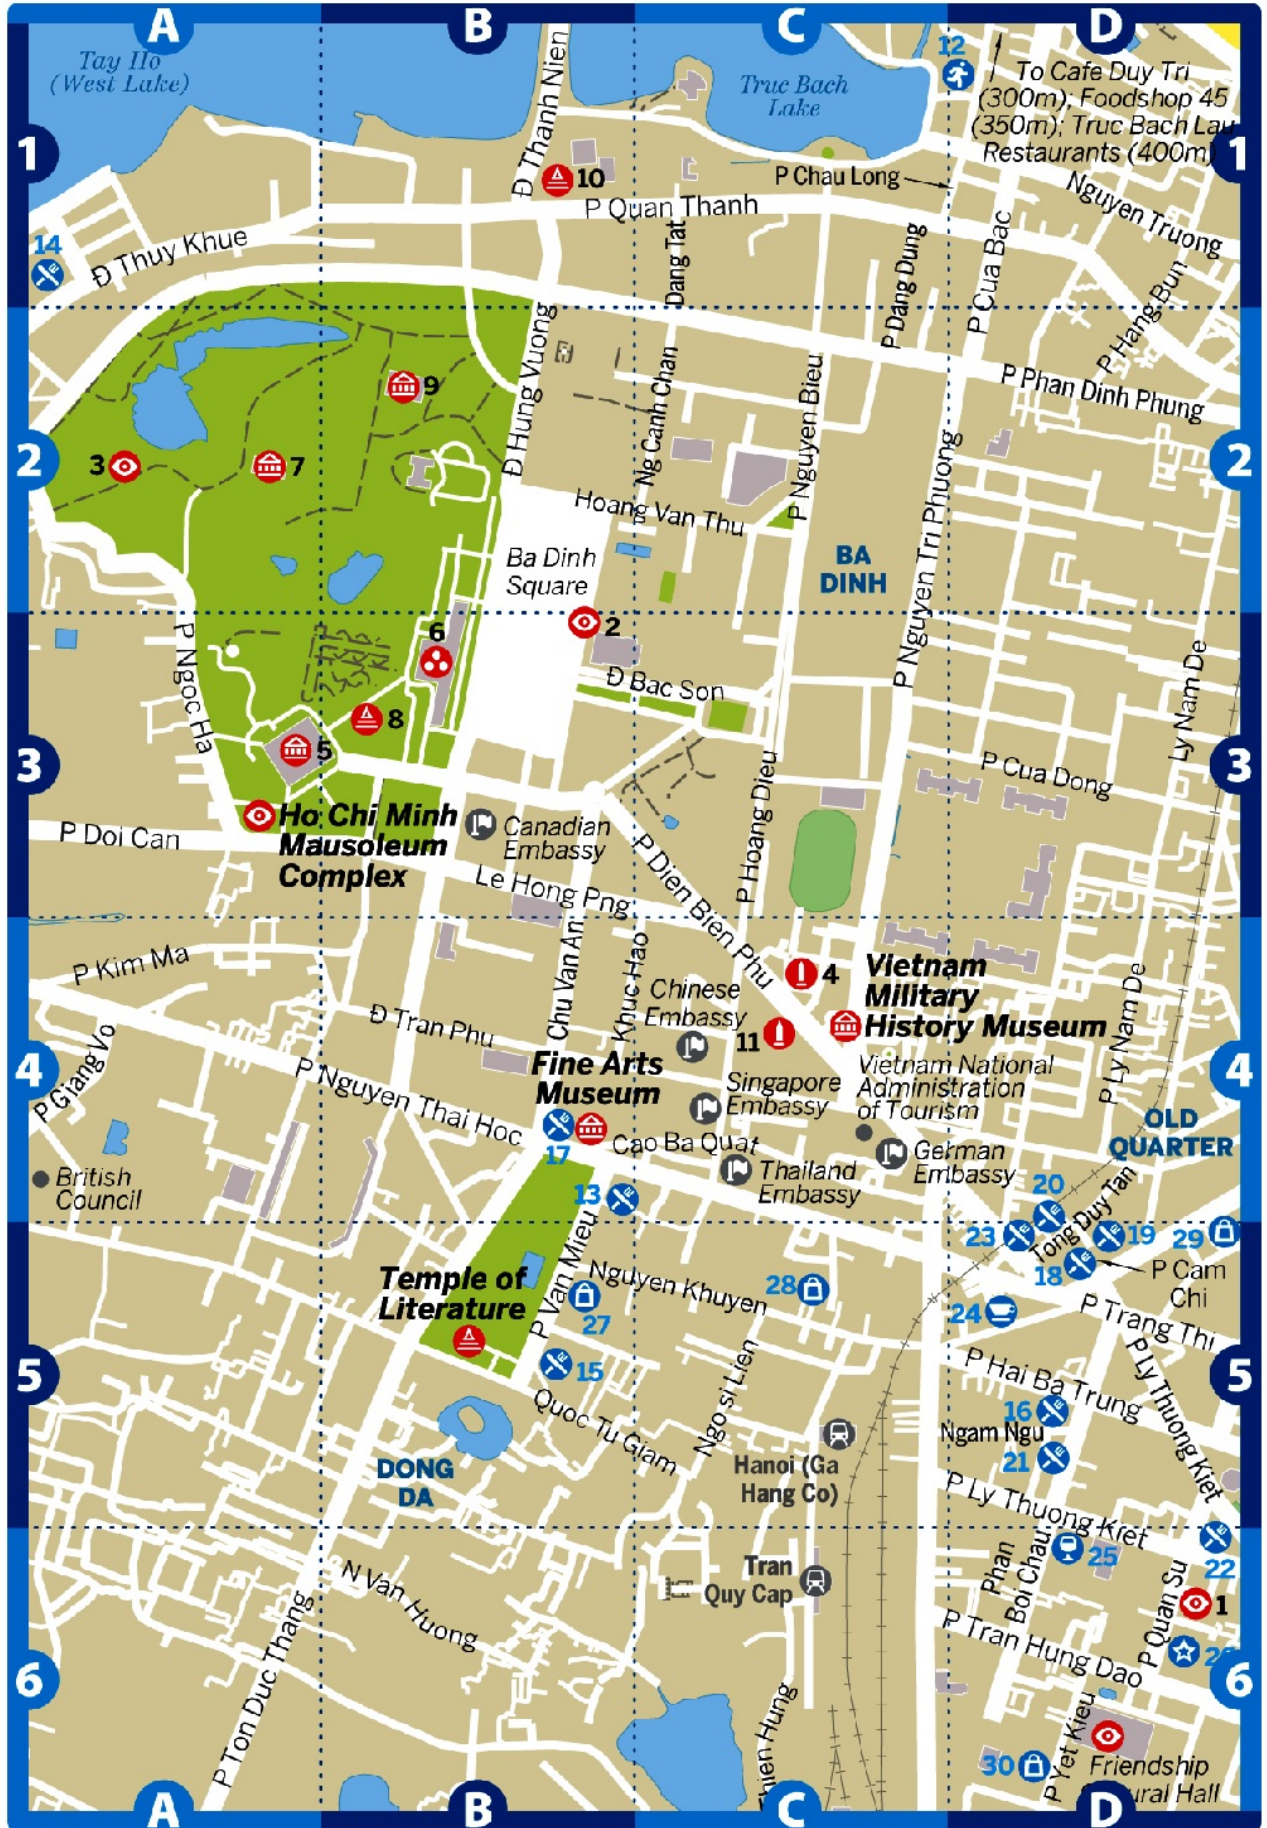 A
B
C
D
Tay Ho
(West Lake)
Đ Thanh Nien
Truc Bach
Lake
12
To Cafe Duy Tri
(300m); Foodshop 45
(350m); Truc Bach Lau
Restaurants (400m)
1
1
10
P Chau Long
Nguyen Truong
P Quan Thanh
14
Đ Thuy Khue
Dang Tat
P Dang Dung
P Cua Bac
P Hang Bun
Đ Hung Vuong
9
Ng Canh Chan
P Nguyen Bieu
P Phan Dinh Phung
2
3
7
2
Hoang Van Thu
P Nguyen Tri Phuong
Ba Dinh
Square
BA
DINH
6
2
P Ngoc Ha
Đ Bac Son
Ly Nam De
8
5
3
P Cua Dong
3
P Hoang Dieu
Ho Chi Minh
Mausoleum
Complex
Canadian
Embassy
P Doi Can
P Dien Bien Phu
Le Hong Png
P Kim Ma
Chu Van An
Khuc Hao
4
Vietnam
Military
History Museum
Chinese
Embassy
11
Đ Tran Phu
P Giang Vo
4
P Ly Nam De
4
Fine Arts
Museum
P Nguyen Thai Hoc
Singapore
Embassy
Vietnam National
Administration
of Tourism
OLD
QUARTER
17
Cao Ba Quat
German
Embassy
Thailand
Embassy
British
Council
13
20
Tong Duy Tan
23
19
29
18
P Cam
Chi
P Van Mieu
Nguyen Khuyen
28
Temple of
Literature
27
24
P Trang Thi
5
15
P Hai Ba Trung
P Ly Thuong Kiet
5
Quoc Tu Giam
Ngo si Lien
16
Ngam Ngu
21
Hanoi (Ga
Hang Co)
DONG
DA
P Ly Thuong Kiet
22
25
Phan
Boi Chau
Tran
Quy Cap
N Van Huong
P Quan Su
1
P Tran Hung Dao
6
P Ton Duc Thang
6
P Yet Kieu
30
Friendship
Hall
A
B
C
D